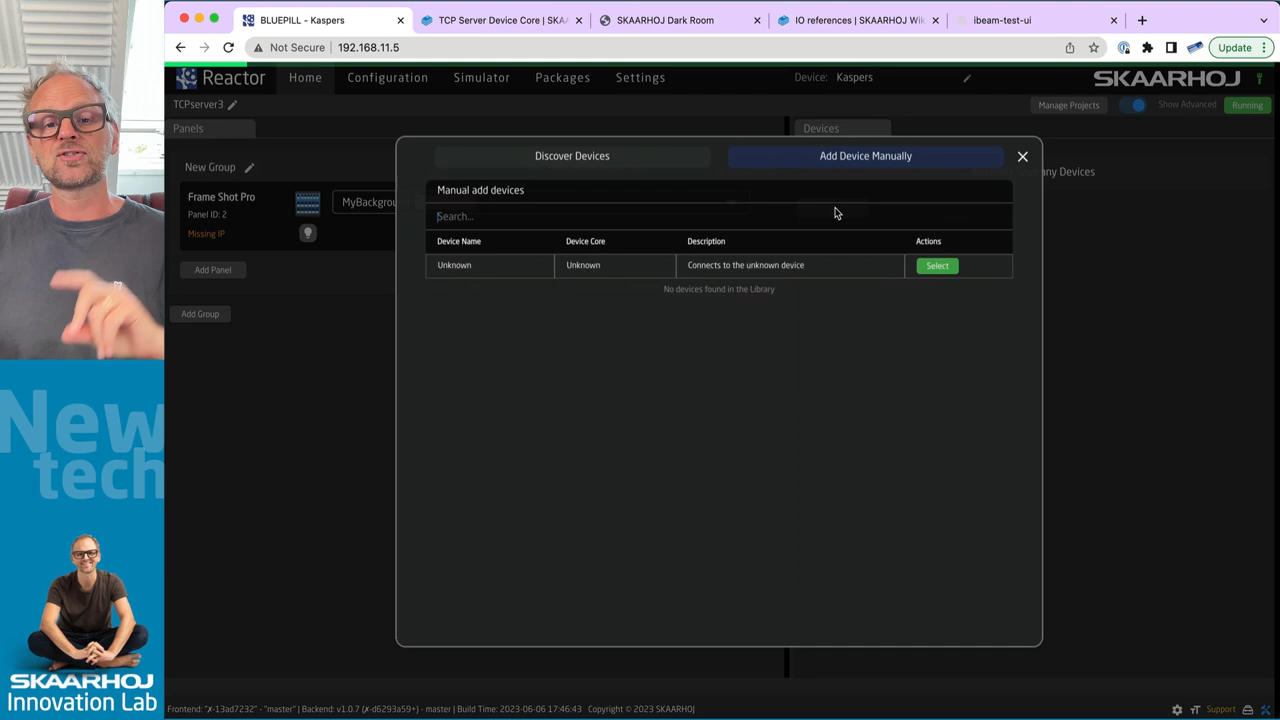 BLUEPILL - Kaspers
TCP Server Device Core | SKAA
SKAARHOJ Dark Room
IO references | SKAARHOJ Wik
ibeam-test-ui
Not Secure
192.168.11.5
Update
Reactor
Home
Configuration
Simulator
Packages
Settings
Device:
Kaspers
SKAARHOJ
TCPserver3
Manage Projects
Show Advanced
Running
Panels
Devices
New Group
Frame Shot Pro
Panel ID: 2
Missing IP
MyBackgrou
Add Panel
Add Group
ny Devices
Discover Devices
Add Device Manually
Manual add devices
Search...
Device Name
Device Core
Description
Actions
Unknown
Unknown
Connects to the unknown device
Select
No devices found in the Library
New
tech
SKAARHOJ
Innovation Lab
Frontend: "✗-13ad7232" - "master" | Backend: v1.0.7 (✗-d6293a59+) - master | Build Time: 2023-06-06 17:46:43 Copyright © 2023 SKAARHOJ
Support